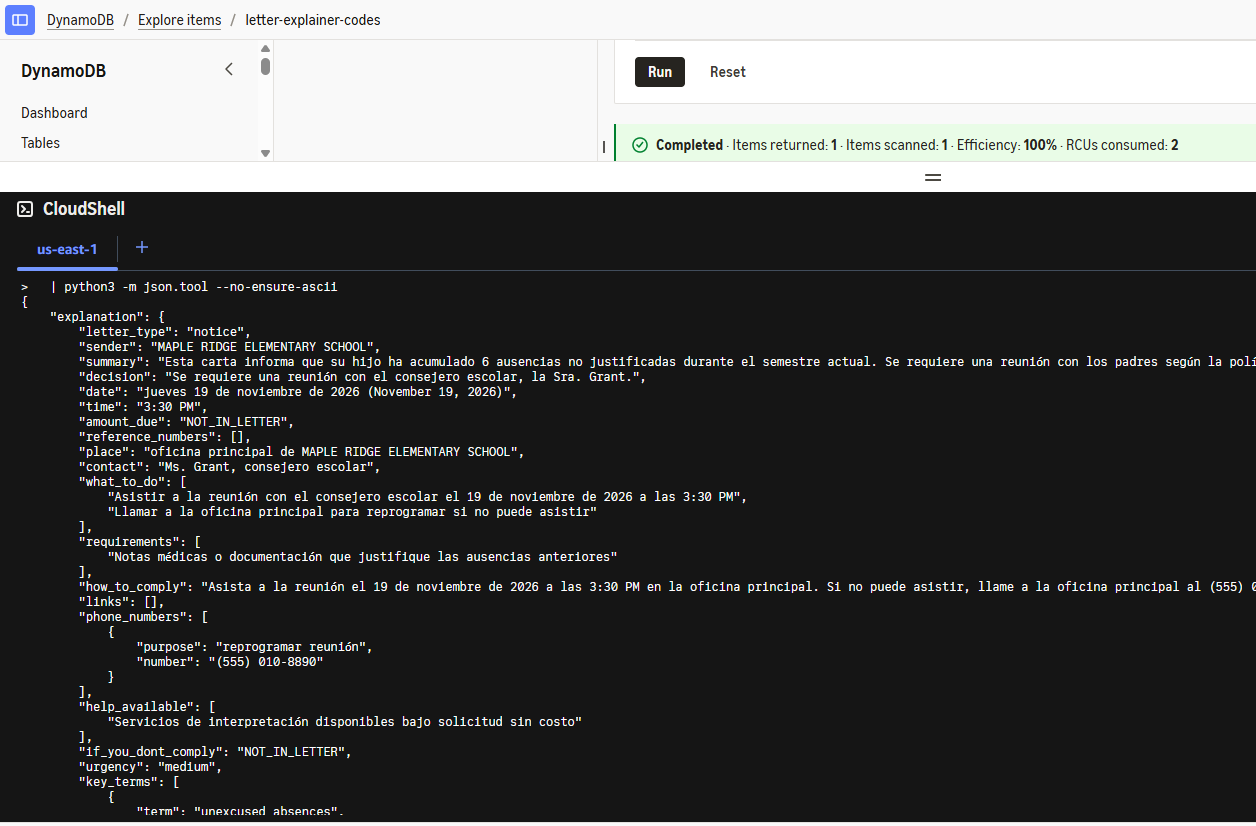 DynamoDB / Explore items / letter-explainer-codes
DynamoDB
Dashboard
Tables
Run Reset
Completed · Items returned: 1 · Items scanned: 1 · Efficiency: 100% · RCUs consumed: 2
CloudShell
us-east-1 +
>   | python3 -m json.tool --no-ensure-ascii
{
    "explanation": {
        "letter_type": "notice",
        "sender": "MAPLE RIDGE ELEMENTARY SCHOOL",
        "summary": "Esta carta informa que su hijo ha acumulado 6 ausencias no justificadas durante el semestre actual. Se requiere una reunión con los padres según la polí
        "decision": "Se requiere una reunión con el consejero escolar, la Sra. Grant.",
        "date": "jueves 19 de noviembre de 2026 (November 19, 2026)",
        "time": "3:30 PM",
        "amount_due": "NOT_IN_LETTER",
        "reference_numbers": [],
        "place": "oficina principal de MAPLE RIDGE ELEMENTARY SCHOOL",
        "contact": "Ms. Grant, consejero escolar",
        "what_to_do": [
            "Asistir a la reunión con el consejero escolar el 19 de noviembre de 2026 a las 3:30 PM",
            "Llamar a la oficina principal para reprogramar si no puede asistir"
        ],
        "requirements": [
            "Notas médicas o documentación que justifique las ausencias anteriores"
        ],
        "how_to_comply": "Asista a la reunión el 19 de noviembre de 2026 a las 3:30 PM en la oficina principal. Si no puede asistir, llame a la oficina principal al (555) 0
        "links": [],
        "phone_numbers": [
            {
                "purpose": "reprogramar reunión",
                "number": "(555) 010-8890"
            }
        ],
        "help_available": [
            "Servicios de interpretación disponibles bajo solicitud sin costo"
        ],
        "if_you_dont_comply": "NOT_IN_LETTER",
        "urgency": "medium",
        "key_terms": [
            {
                "term": "unexcused absences",